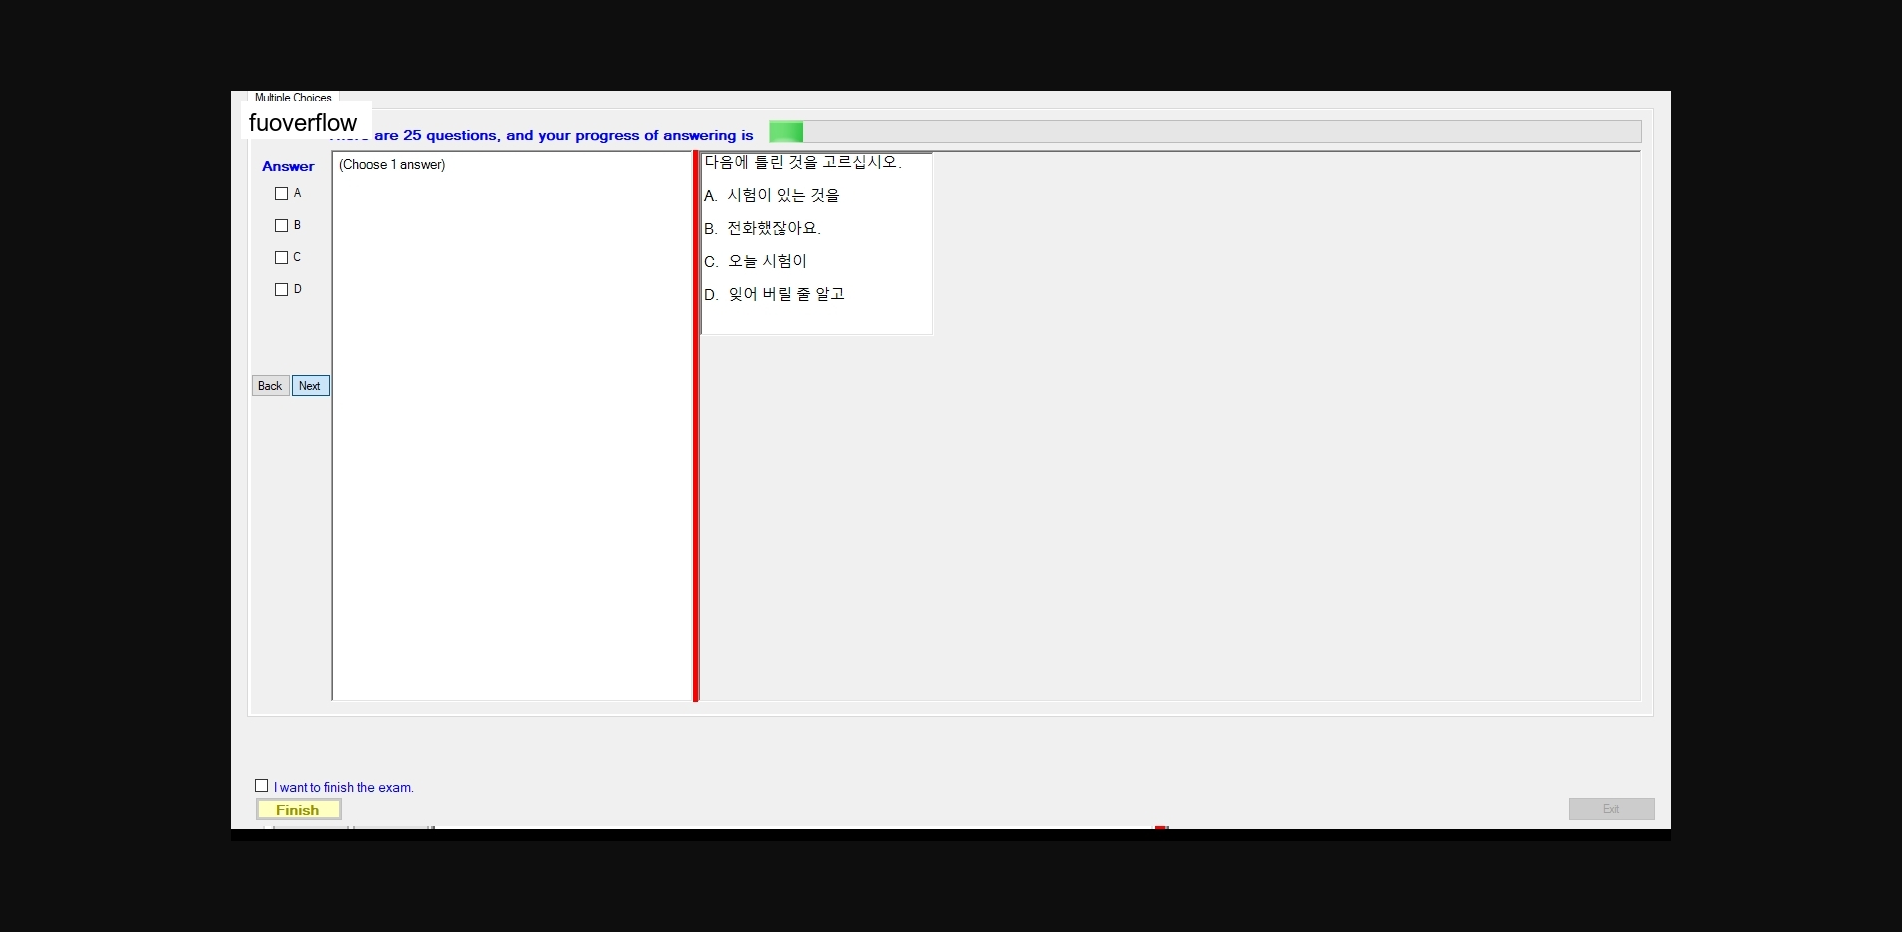 Multiple Choices
fuoverflow
are 25 questions, and your progress of answering is
Answer
(Choose 1 answer)
A
B
C
D
Back
Next
다음에 틀린 것을 고르십시오.
A. 시험이 있는 것을
B. 전화했잖아요.
C. 오늘 시험이
D. 잊어 버릴 줄 알고
I want to finish the exam.
Finish
Exit